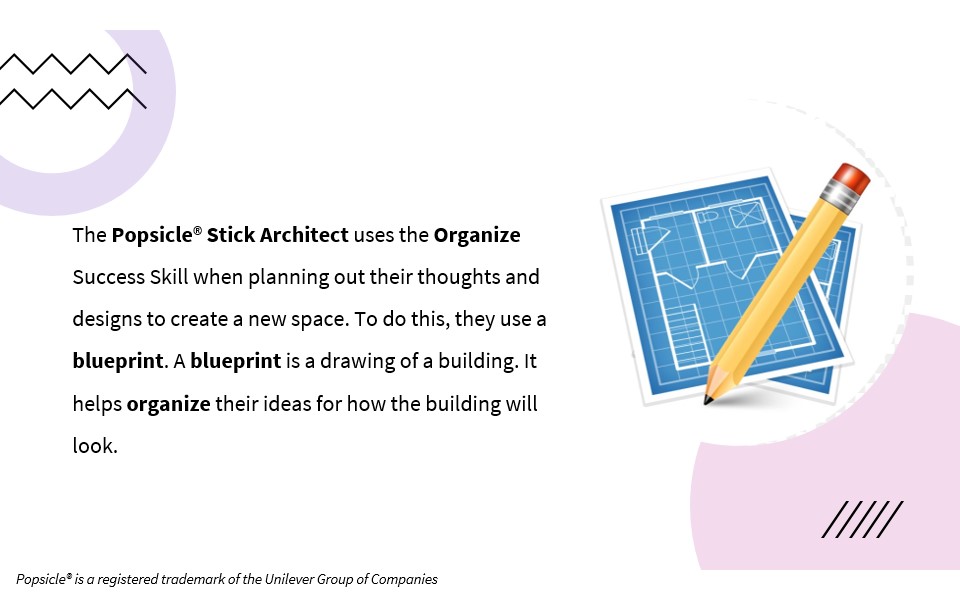 The Popsicle® Stick Architect uses the Organize
Success Skill when planning out their thoughts and
designs to create a new space. To do this, they use a
blueprint. A blueprint is a drawing of a building. It
helps organize their ideas for how the building will
look.
Popsicle® is a registered trademark of the Unilever Group of Companies